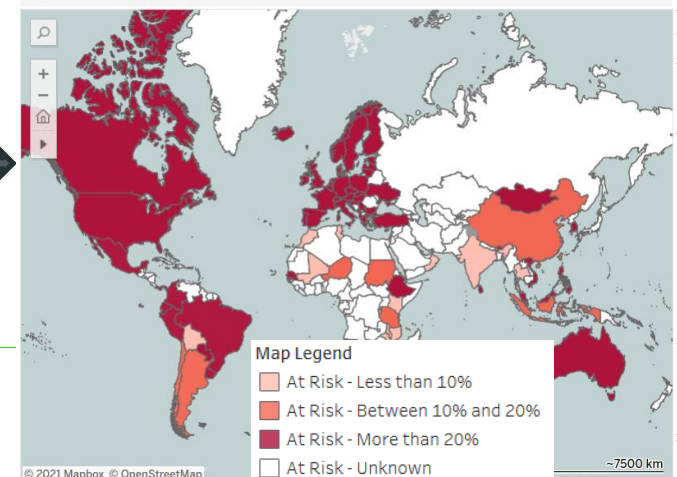 Map Legend
At Risk - Less than 10%
At Risk - Between 10% and 20%
At Risk - More than 20%
At Risk - Unknown
~7500 km
© 2021 Mapbox © OpenStreetMap